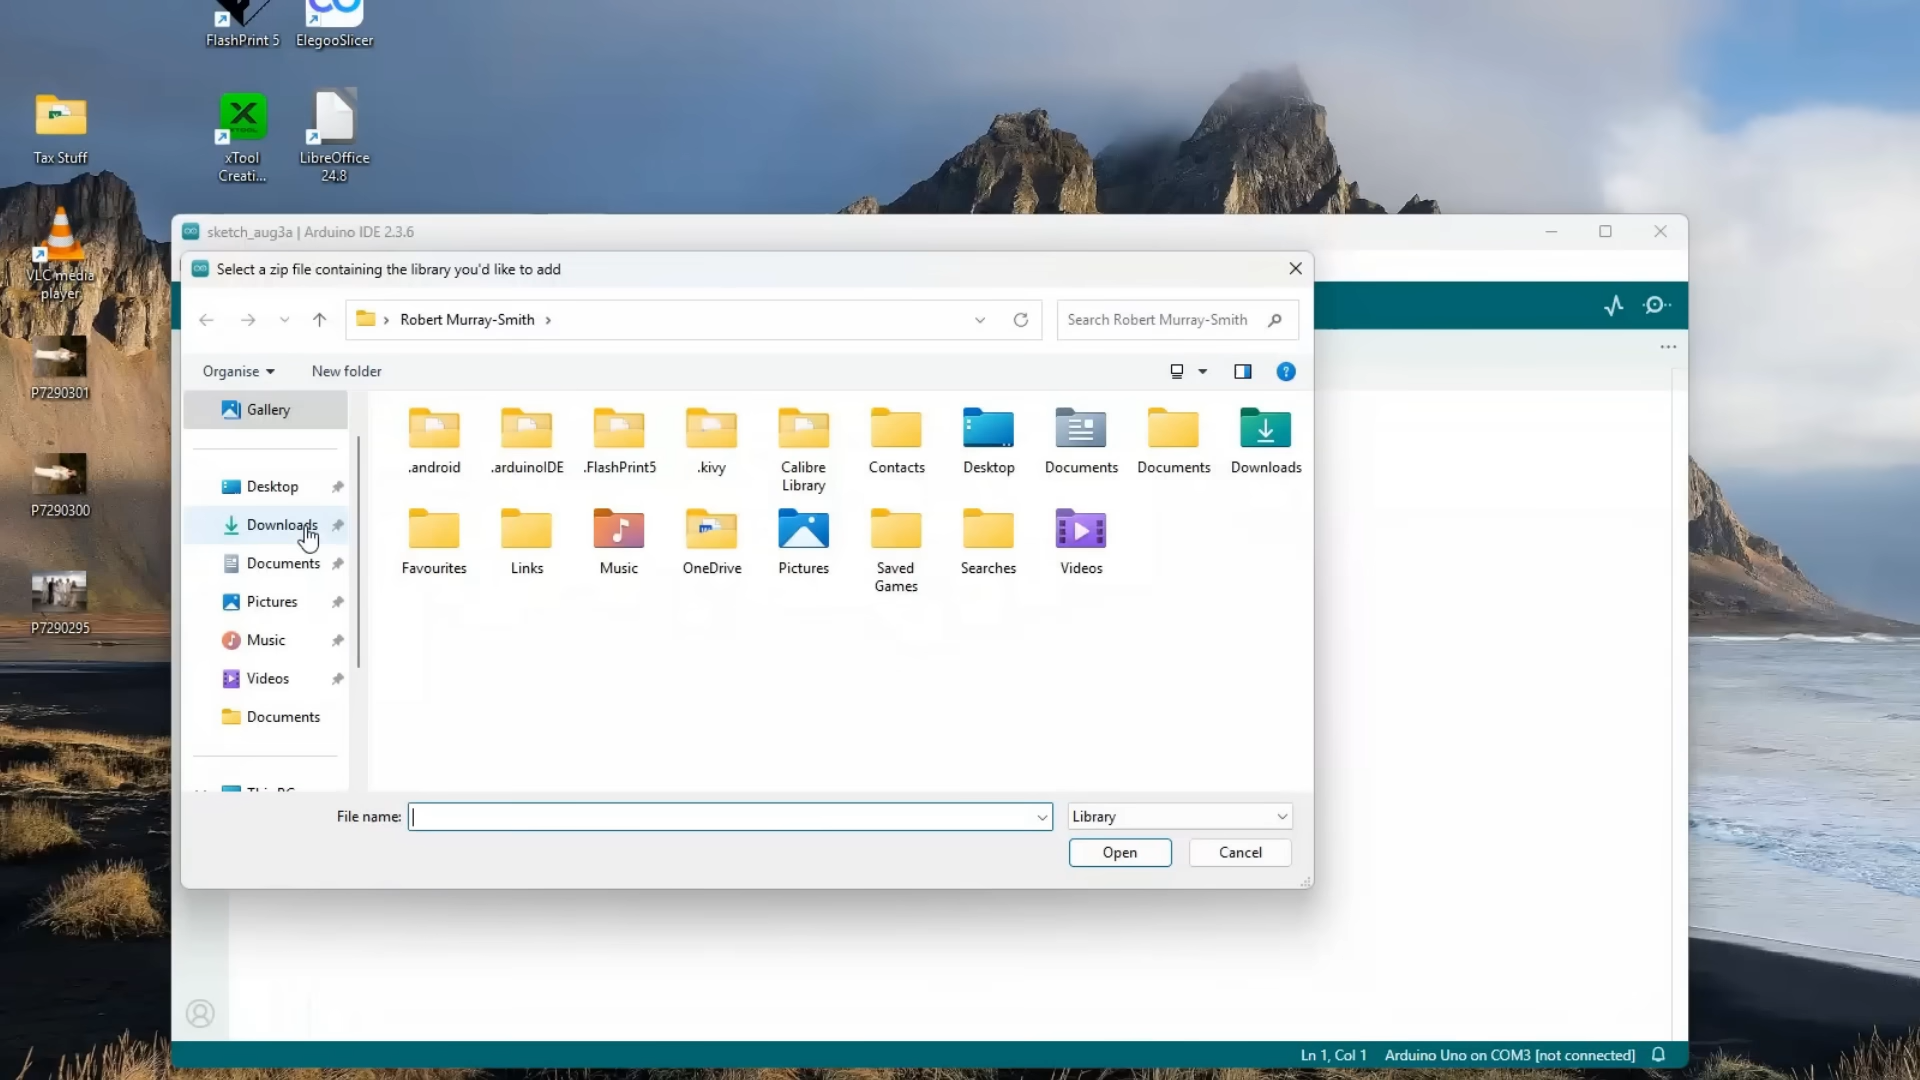 FlashPrint 5
ElegooSlicer
Tax Stuff
xTool
Creati...
LibreOffice
24.8
VLC media
player
P7290301
P7290300
P7290295
sketch_aug3a | Arduino IDE 2.3.6
Select a zip file containing the library you'd like to add
Robert Murray-Smith
Search Robert Murray-Smith
Organise
New folder
Gallery
Desktop
Downloads
Documents
Pictures
Music
Videos
Documents
This PC
.android
.arduinoIDE
.FlashPrint5
.kivy
Calibre
Library
Contacts
Desktop
Documents
Documents
Downloads
Favourites
Links
Music
OneDrive
Pictures
Saved
Games
Searches
Videos
File name:
Library
Open
Cancel
Ln 1, Col 1
Arduino Uno on COM3 [not connected]